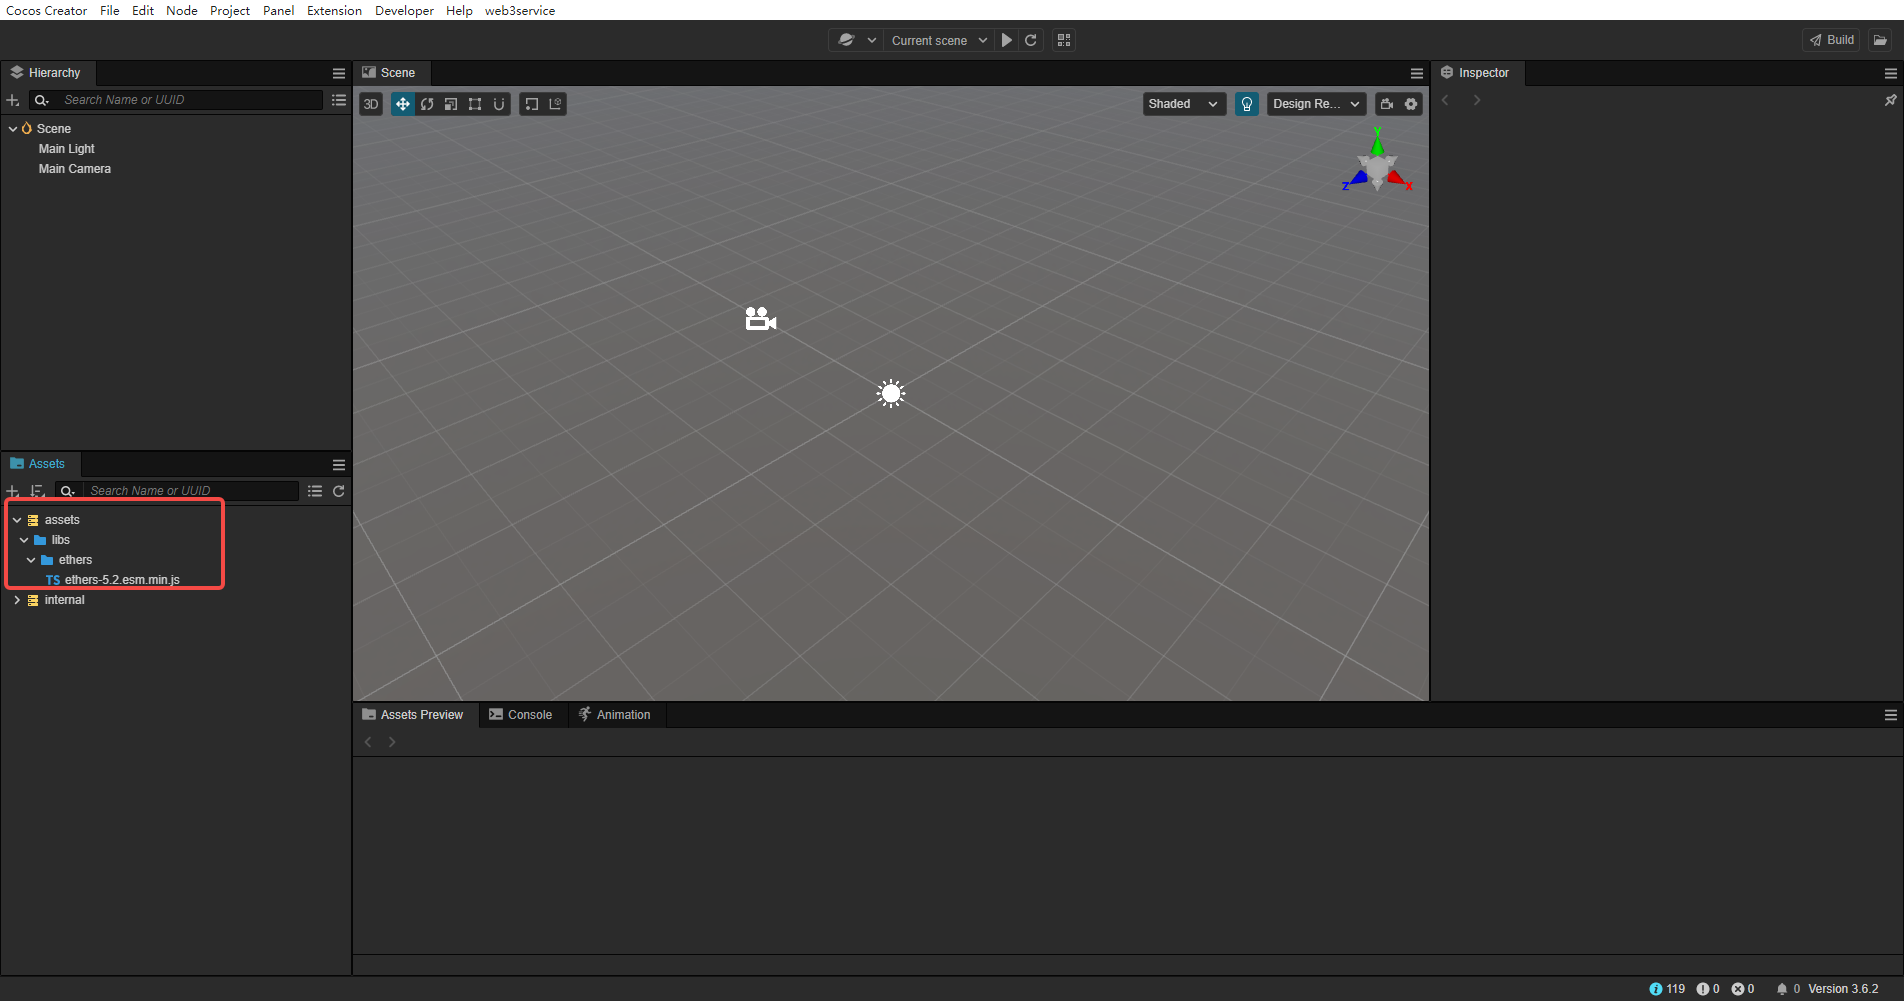 Cocos Creator File Edit Node Project Panel Extension Developer Help web3service
Current scene
Build
Hierarchy
Scene
Inspector
Search Name or UUID
3D
Shaded
Design Re...
Scene
Main Light
Main Camera
Y
Z
X
Assets
Search Name or UUID
assets
libs
ethers
TS ethers-5.2.esm.min.js
internal
Assets Preview
Console
Animation
119 0 0 0 Version 3.6.2